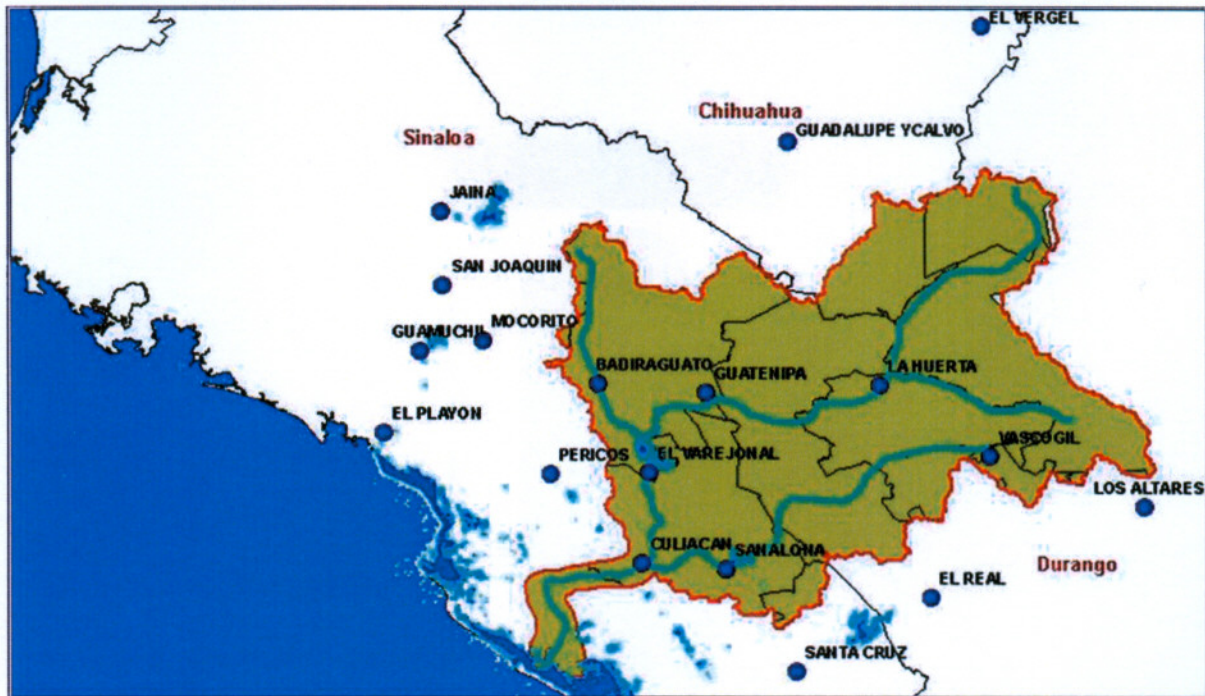 EL VERGEL
Chihuahua
Sinaloa
GUADALUPE YCALVO
JAINA
SAN JOAQUIN
MOCORITO
GUAMUCHIL
BADIRAGUATO
GUATENIPA
LA HUERTA
EL PLAYON
VASCOGIL
PERICOS
EL VAREJONAL
LOS ALTARES
CULIACAN
SANALONA
Durango
EL REAL
SANTA CRUZ